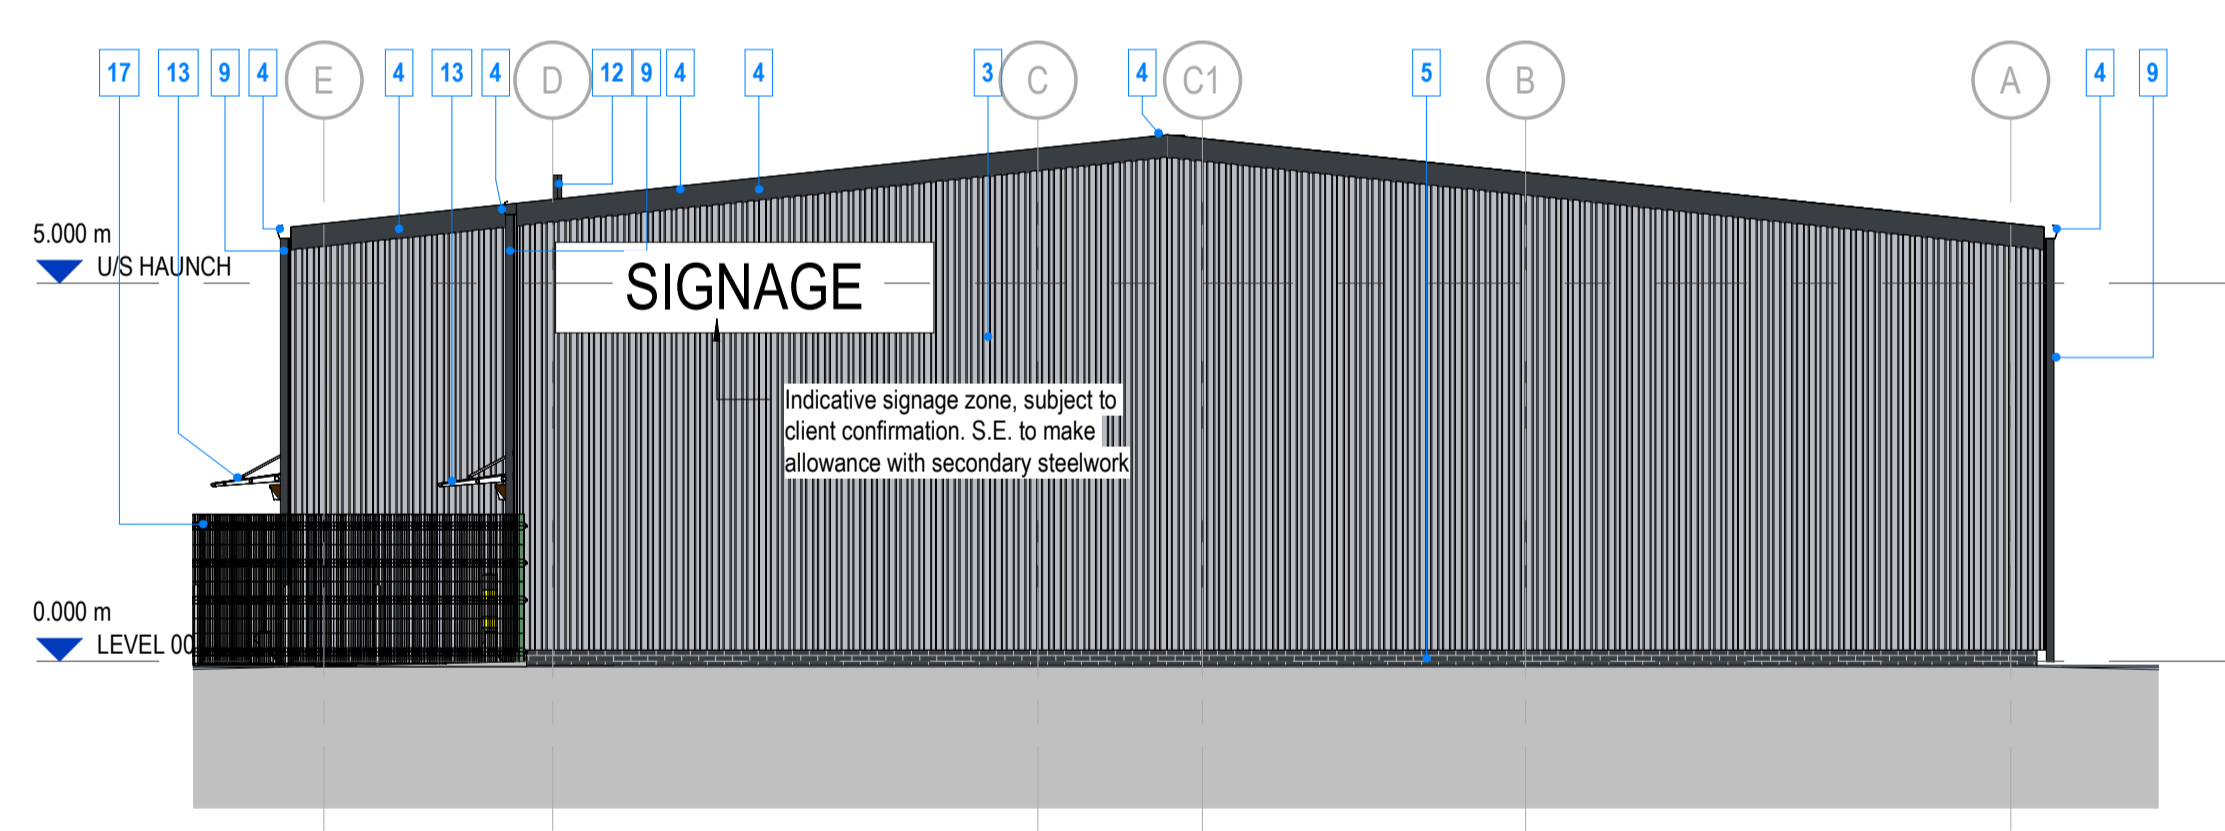 17 13 9 4 E 4 13 4 D 12 9 4 4 3 C 4 C1 5 B A 4 9
5.000 m
U/S HAUNCH
SIGNAGE
Indicative signage zone, subject to
client confirmation. S.E. to make
allowance with secondary steelwork
0.000 m
LEVEL 00